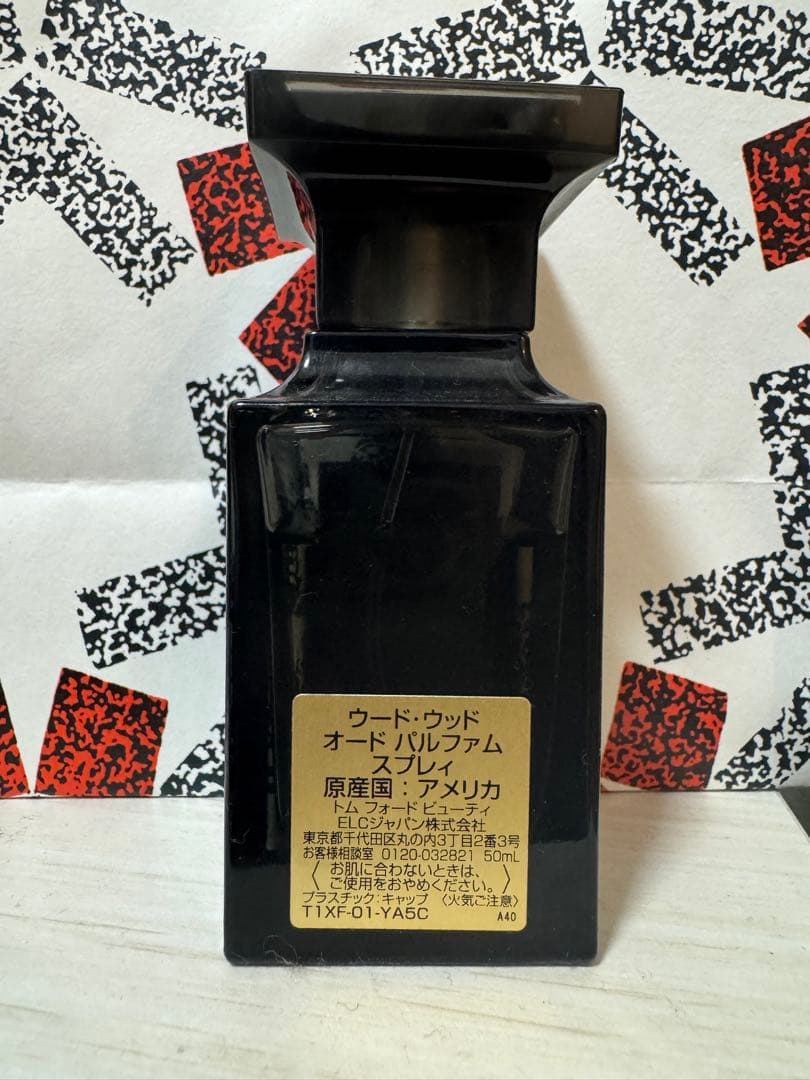 ウード・ウッド
オード パルファム
スプレィ
原産国：アメリカ
トム フォード ビューティ
ELCジャパン株式会社
東京都千代田区丸の内3丁目2番3号
お客様相談室 0120-032821 50mL
〈お肌に合わないときは、
ご使用をおやめください。〉
プラスチック：キャップ 〈火気ご注意〉
T1XF-01-YA5C A40